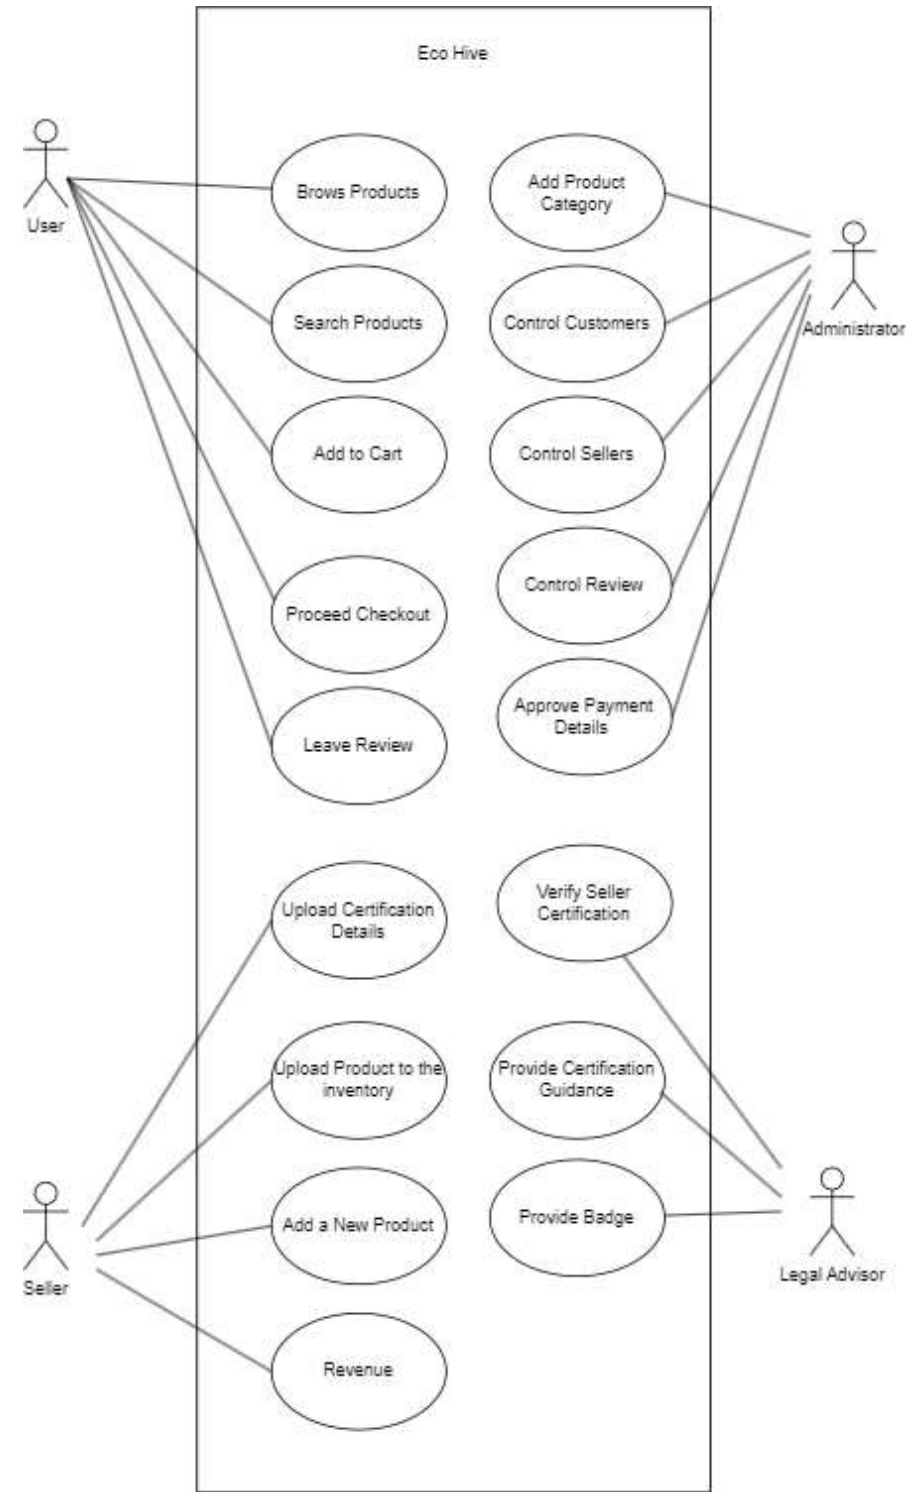 Eco Hive
User
Brows Products
Search Products
Add to Cart
Proceed Checkout
Leave Review
Add Product
Category
Control Customers
Control Sellers
Control Review
Approve Payment
Details
Administrator
Upload Certification
Details
Upload Product to the
inventory
Add a New Product
Revenue
Seller
Verify Seller
Certification
Provide Certification
Guidance
Provide Badge
Legal Advisor